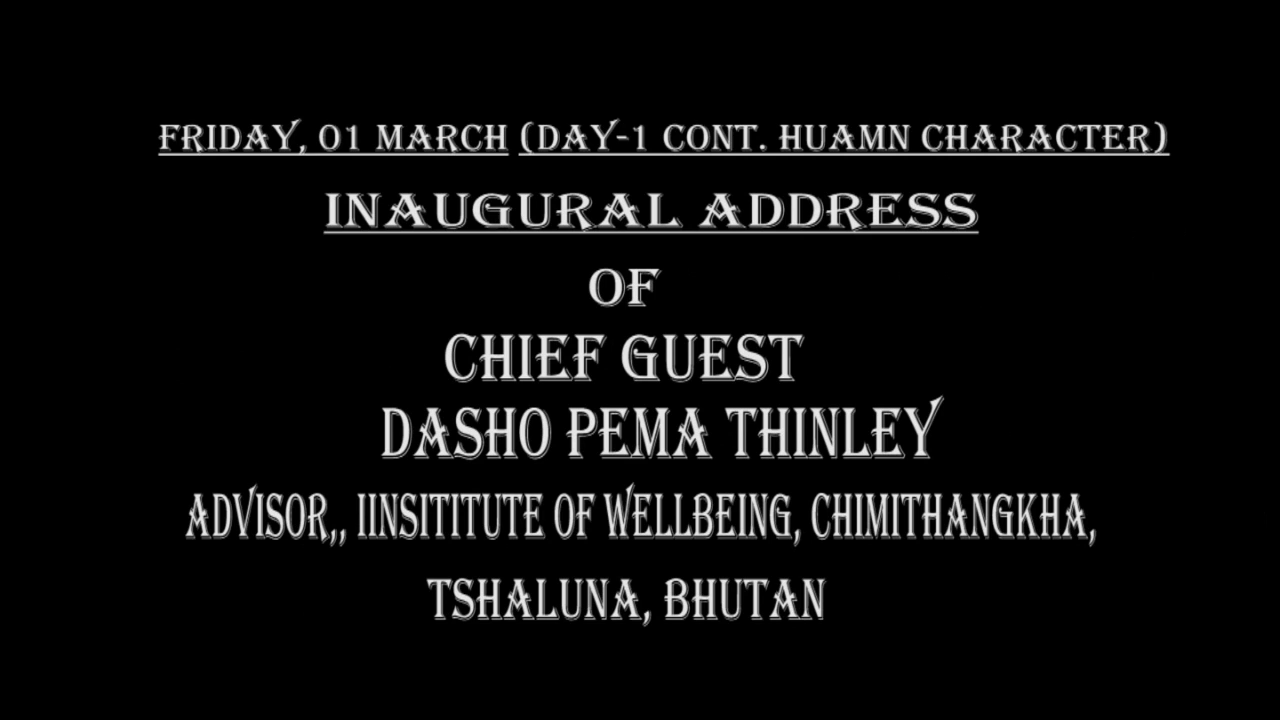 FRIDAY, 01 MARCH (DAY-1 CONT. HUAMN CHARACTER)
INAUGURAL ADDRESS
OF
CHIEF GUEST
DASHO PEMA THINLEY
ADVISOR,, IINSITITUTE OF WELLBEING, CHIMITHANGKHA,
TSHALUNA, BHUTAN